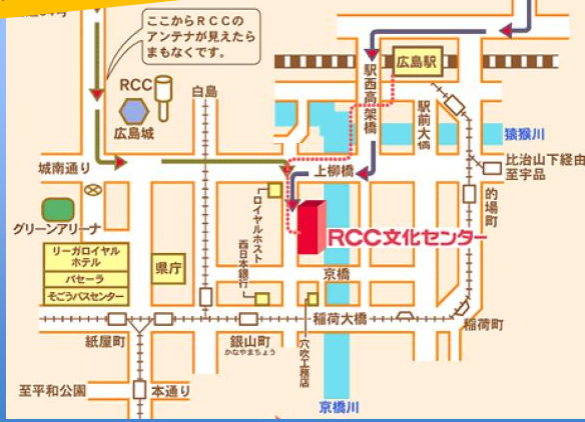 ここからRCCの
アンテナが見えたら
まもなくです。
RCC
広島城
白島
広島駅
駅西高架橋
駅前大橋
猿猴川
城南通り
上柳橋
比治山下経由
至宇品
的場町
グリーンアリーナ
ロイヤルホスト
RCC文化センター
リーガロイヤル
ホテル
パセーラ
そごうバスセンター
県庁
西日本銀行
京橋
紙屋町
銀山町
かなやまちょう
穴吹工務店
稲荷大橋
稲荷町
至平和公園
本通り
京橋川